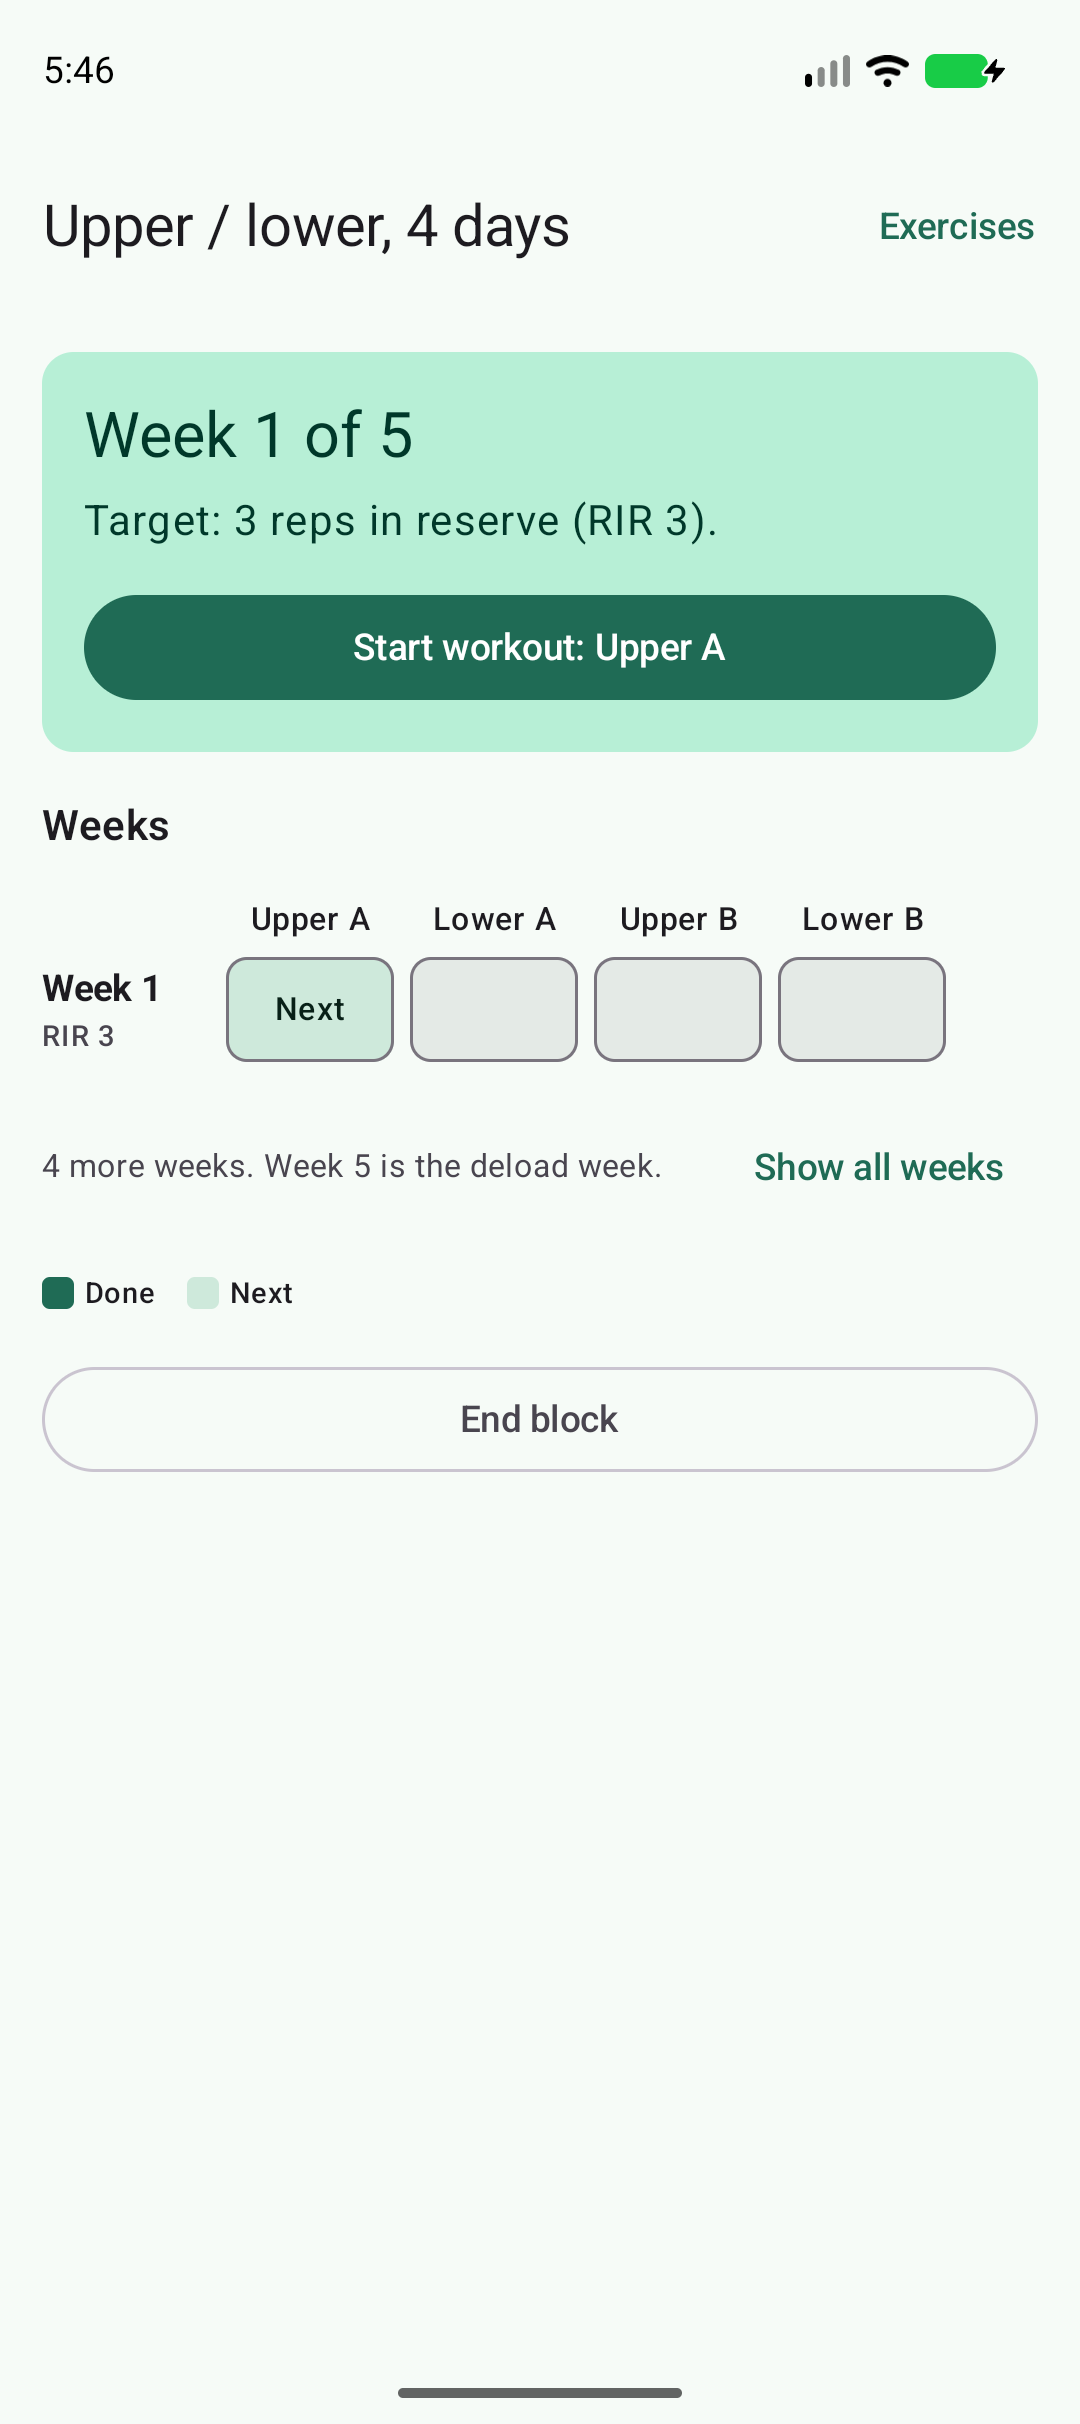 5:46
Upper / lower, 4 days
Exercises
Week 1 of 5
Target: 3 reps in reserve (RIR 3).
Start workout: Upper A
Weeks
Upper A Lower A Upper B Lower B
Week 1
RIR 3
Next
4 more weeks. Week 5 is the deload week.
Show all weeks
Done Next
End block